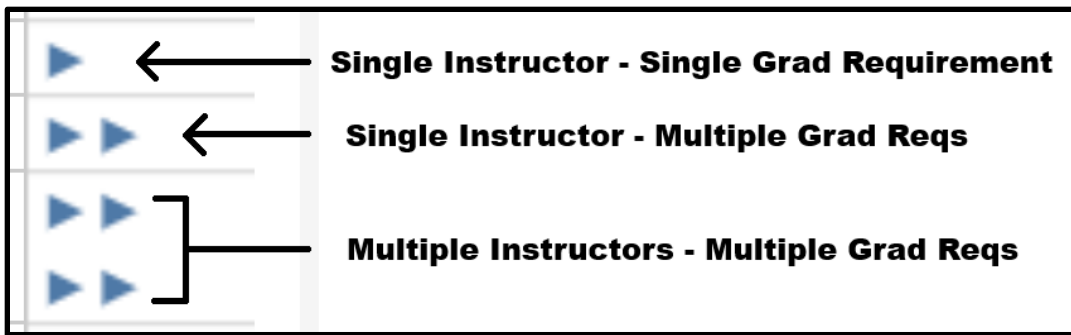 Single Instructor - Single Grad Requirement
Single Instructor - Multiple Grad Reqs
Multiple Instructors - Multiple Grad Reqs